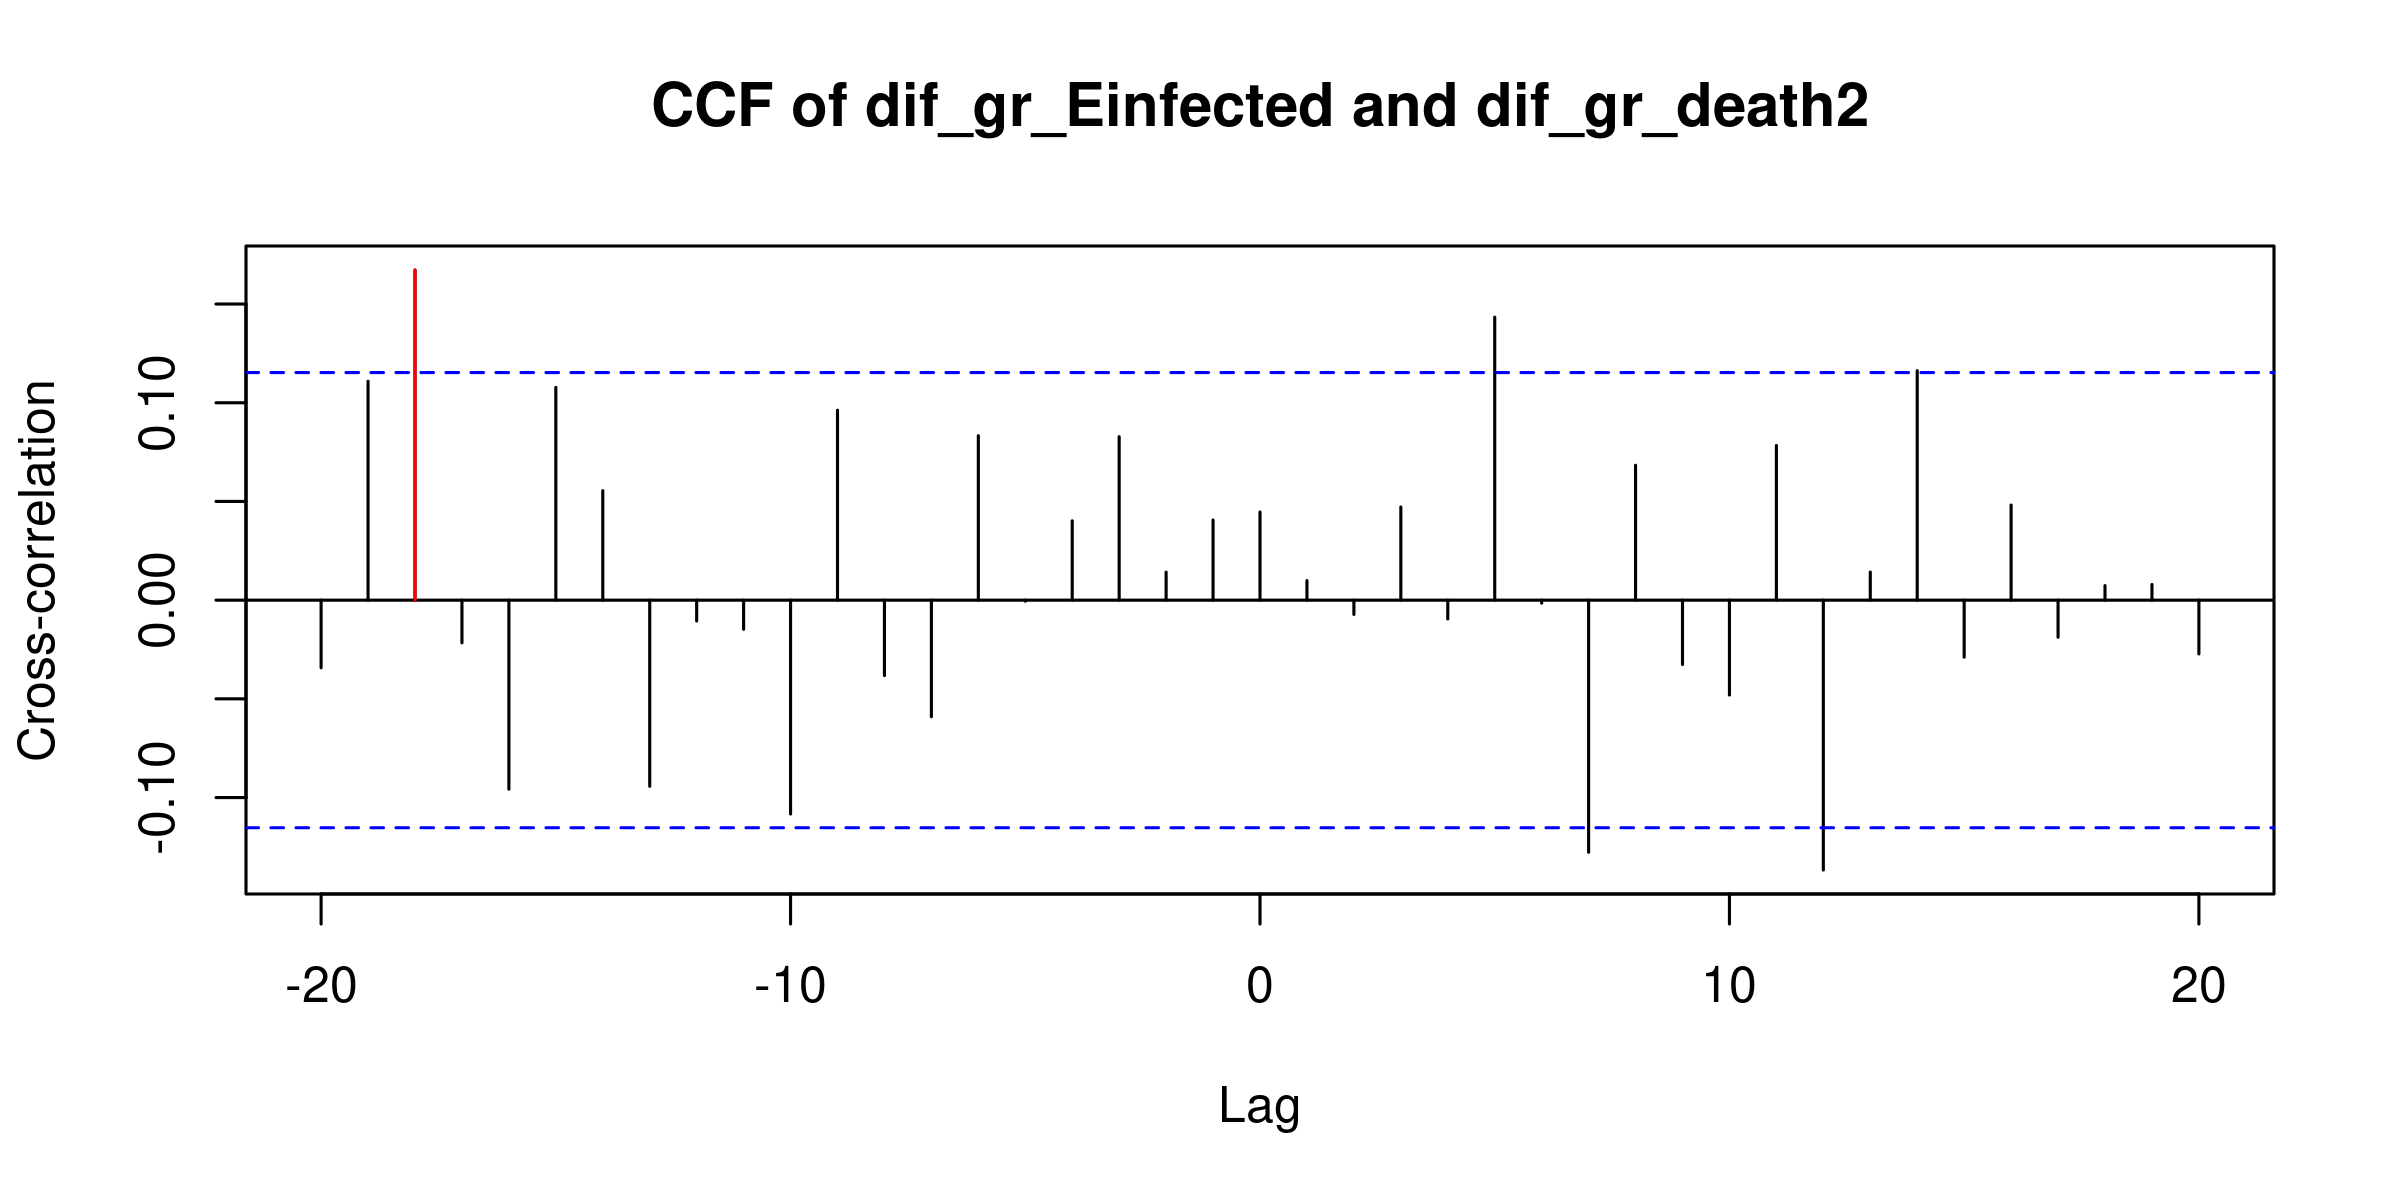 CCF of dif_gr_Einfected and dif_gr_death2
Cross-correlation
0.10
0.00
-0.10
-20 -10 0 10 20
Lag